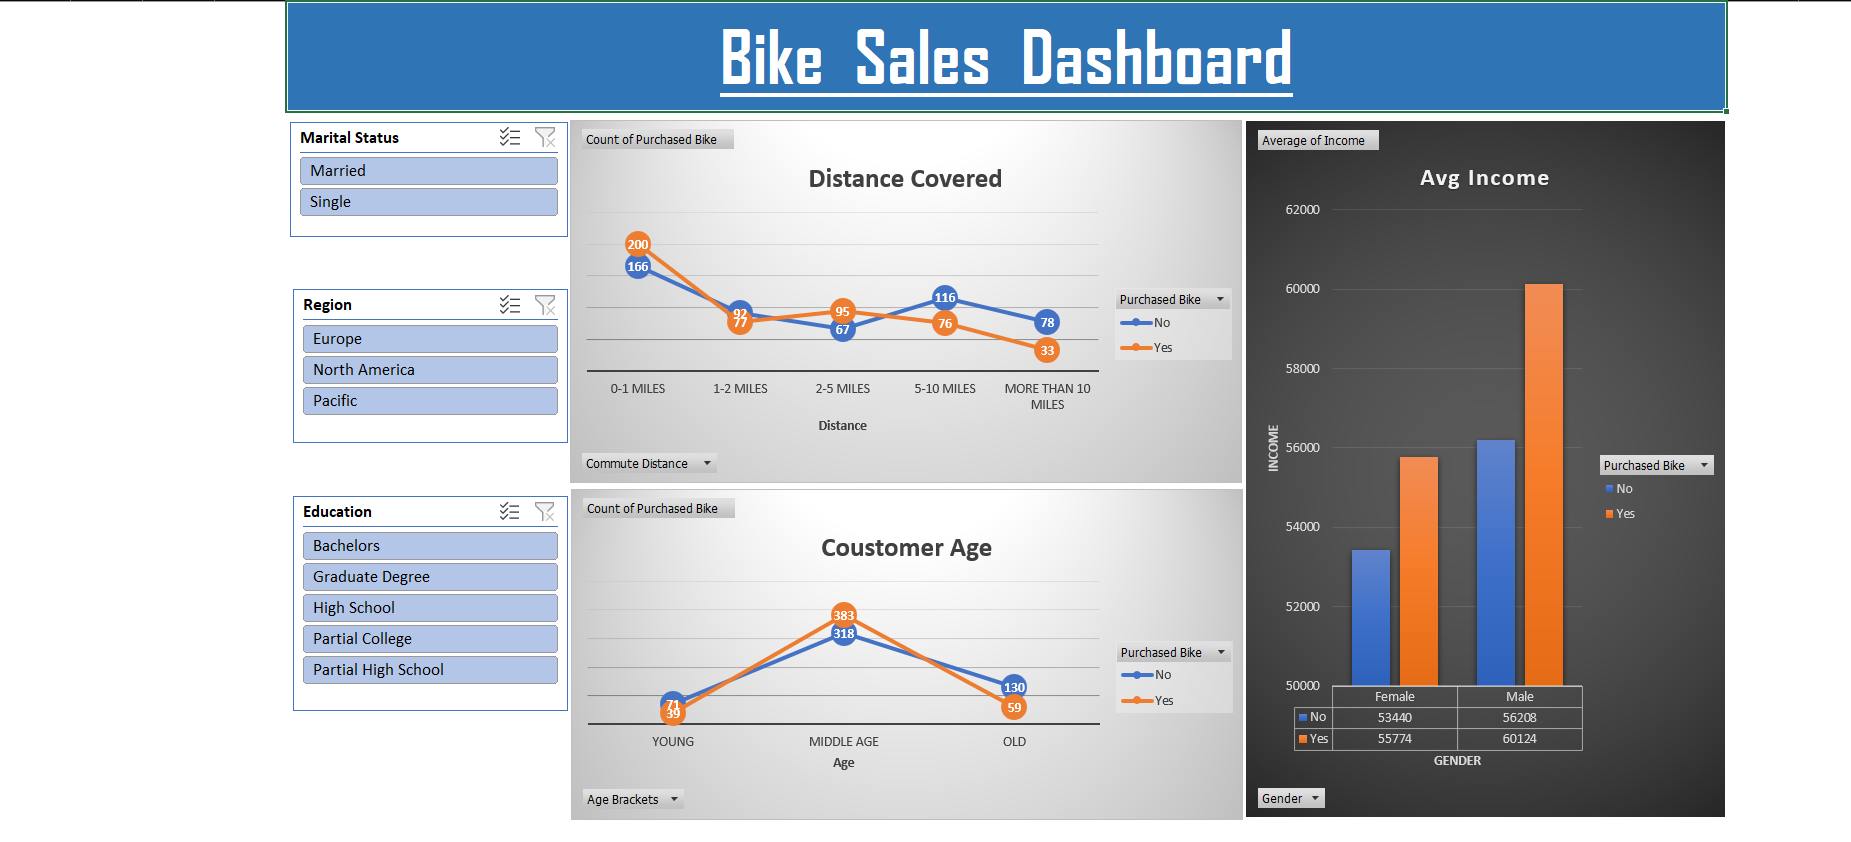 Bike Sales Dashboard
Marital Status
Married
Single
Region
Europe
North America
Pacific
Education
Bachelors
Graduate Degree
High School
Partial College
Partial High School
Count of Purchased Bike
Distance Covered
200
166
92
77
95
67
116
76
78
33
0-1 MILES
1-2 MILES
2-5 MILES
5-10 MILES
MORE THAN 10
MILES
Distance
Purchased Bike
No
Yes
Commute Distance
Count of Purchased Bike
Coustomer Age
71
39
383
318
130
59
YOUNG
MIDDLE AGE
OLD
Age
Purchased Bike
No
Yes
Age Brackets
Average of Income
Avg Income
62000
60000
58000
56000
54000
52000
50000
INCOME
Female Male
No 53440 56208
Yes 55774 60124
GENDER
Purchased Bike
No
Yes
Gender